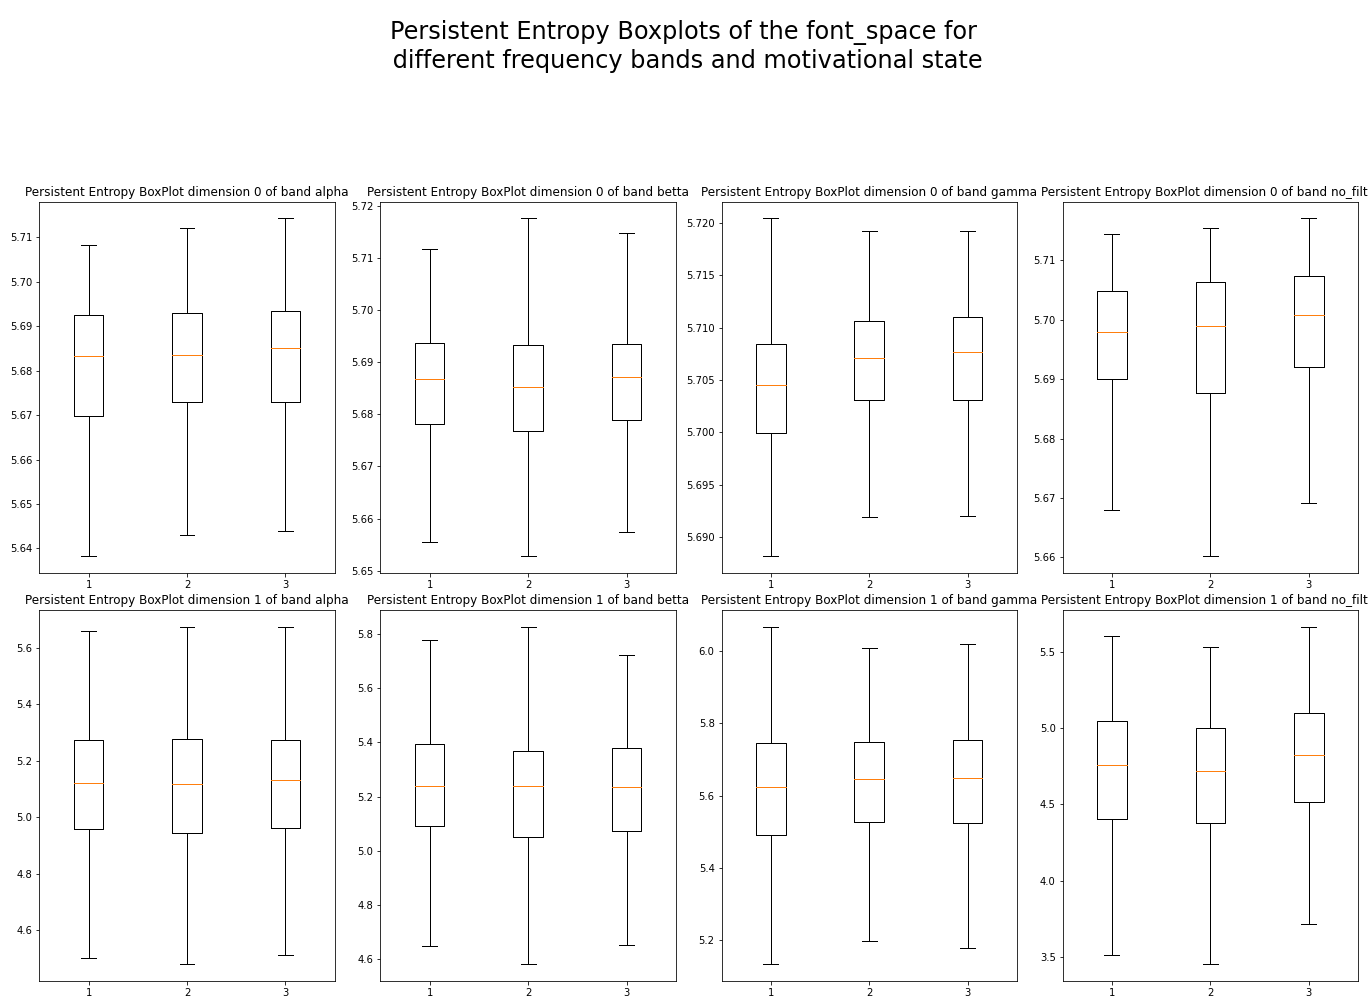 Persistent Entropy Boxplots of the font_space for
different frequency bands and motivational state
Persistent Entropy BoxPlot dimension 0 of band alpha
5.71
5.70
5.69
5.68
5.67
5.66
5.65
5.64
1 2 3
Persistent Entropy BoxPlot dimension 0 of band betta
5.72
5.71
5.70
5.69
5.68
5.67
5.66
5.65
1 2 3
Persistent Entropy BoxPlot dimension 0 of band gamma
5.720
5.715
5.710
5.705
5.700
5.695
5.690
1 2 3
Persistent Entropy BoxPlot dimension 0 of band no_filt
5.71
5.70
5.69
5.68
5.67
5.66
1 2 3
Persistent Entropy BoxPlot dimension 1 of band alpha
5.6
5.4
5.2
5.0
4.8
4.6
1 2 3
Persistent Entropy BoxPlot dimension 1 of band betta
5.8
5.6
5.4
5.2
5.0
4.8
4.6
1 2 3
Persistent Entropy BoxPlot dimension 1 of band gamma
6.0
5.8
5.6
5.4
5.2
1 2 3
Persistent Entropy BoxPlot dimension 1 of band no_filt
5.5
5.0
4.5
4.0
3.5
1 2 3